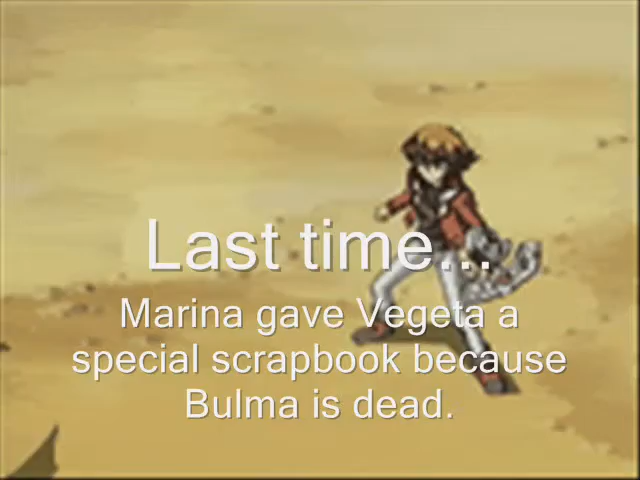 Last time...
Marina gave Vegeta a
special scrapbook because
Bulma is dead.